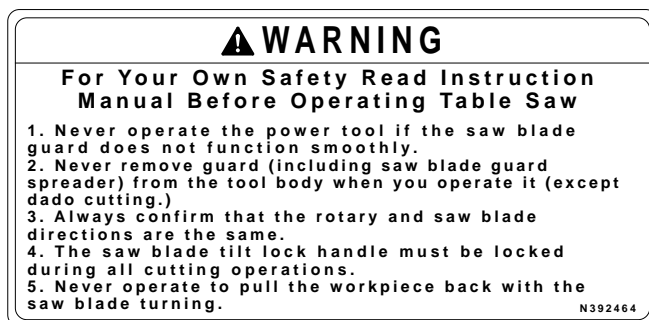 WARNING
For Your Own Safety Read Instruction
Manual Before Operating Table Saw
1. Never operate the power tool if the saw blade
guard does not function smoothly.
2. Never remove guard (including saw blade guard
spreader) from the tool body when you operate it (except
dado cutting.)
3. Always confirm that the rotary and saw blade
directions are the same.
4. The saw blade tilt lock handle must be locked
during all cutting operations.
5. Never operate to pull the workpiece back with the
saw blade turning.
N392464